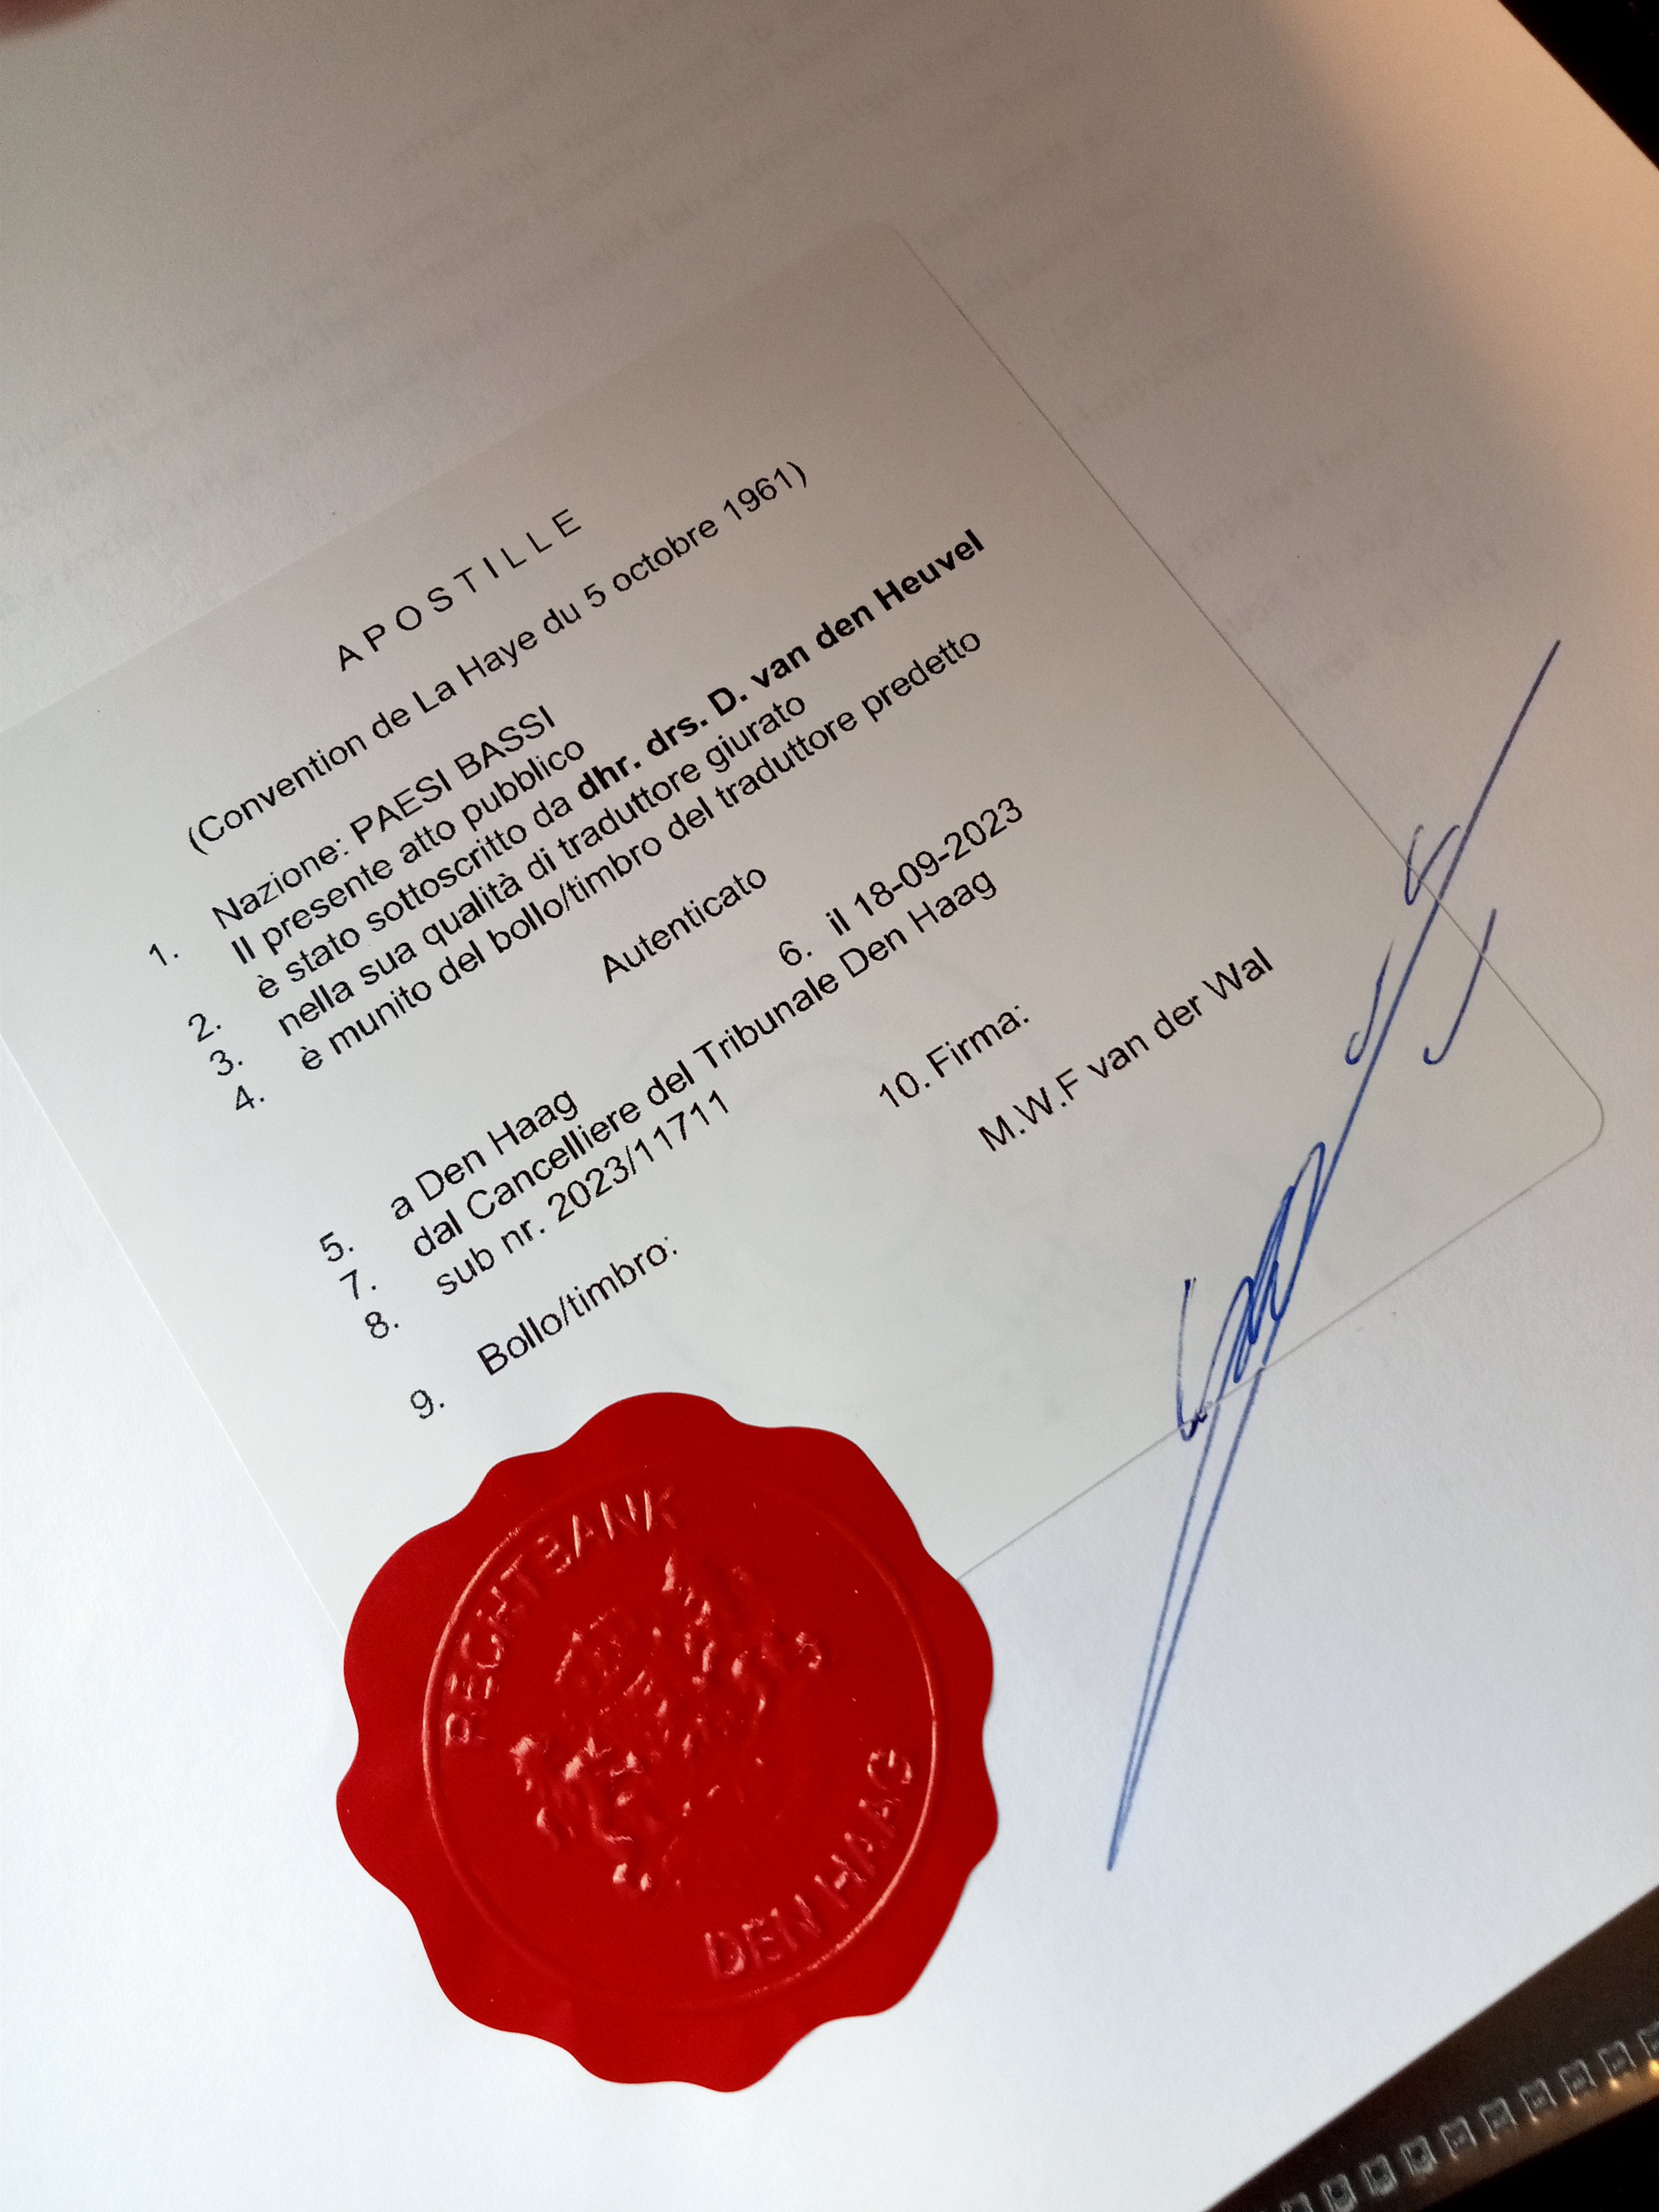 APOSTILLE
(Convention de La Haye du 5 octobre 1961)
1. Nazione: PAESI BASSI
Il presente atto pubblico
2. è stato sottoscritto da dhr. drs. D. van den Heuvel
3. nella sua qualità di traduttore giurato
4. è munito del bollo/timbro del traduttore predetto
Autenticato
5. a Den Haag 6. il 18-09-2023
7. dal Cancelliere del Tribunale Den Haag
8. sub nr. 2023/11711
9. Bollo/timbro: 10. Firma:
M.W.F van der Wal
RECHTBANK
DEN HAAG